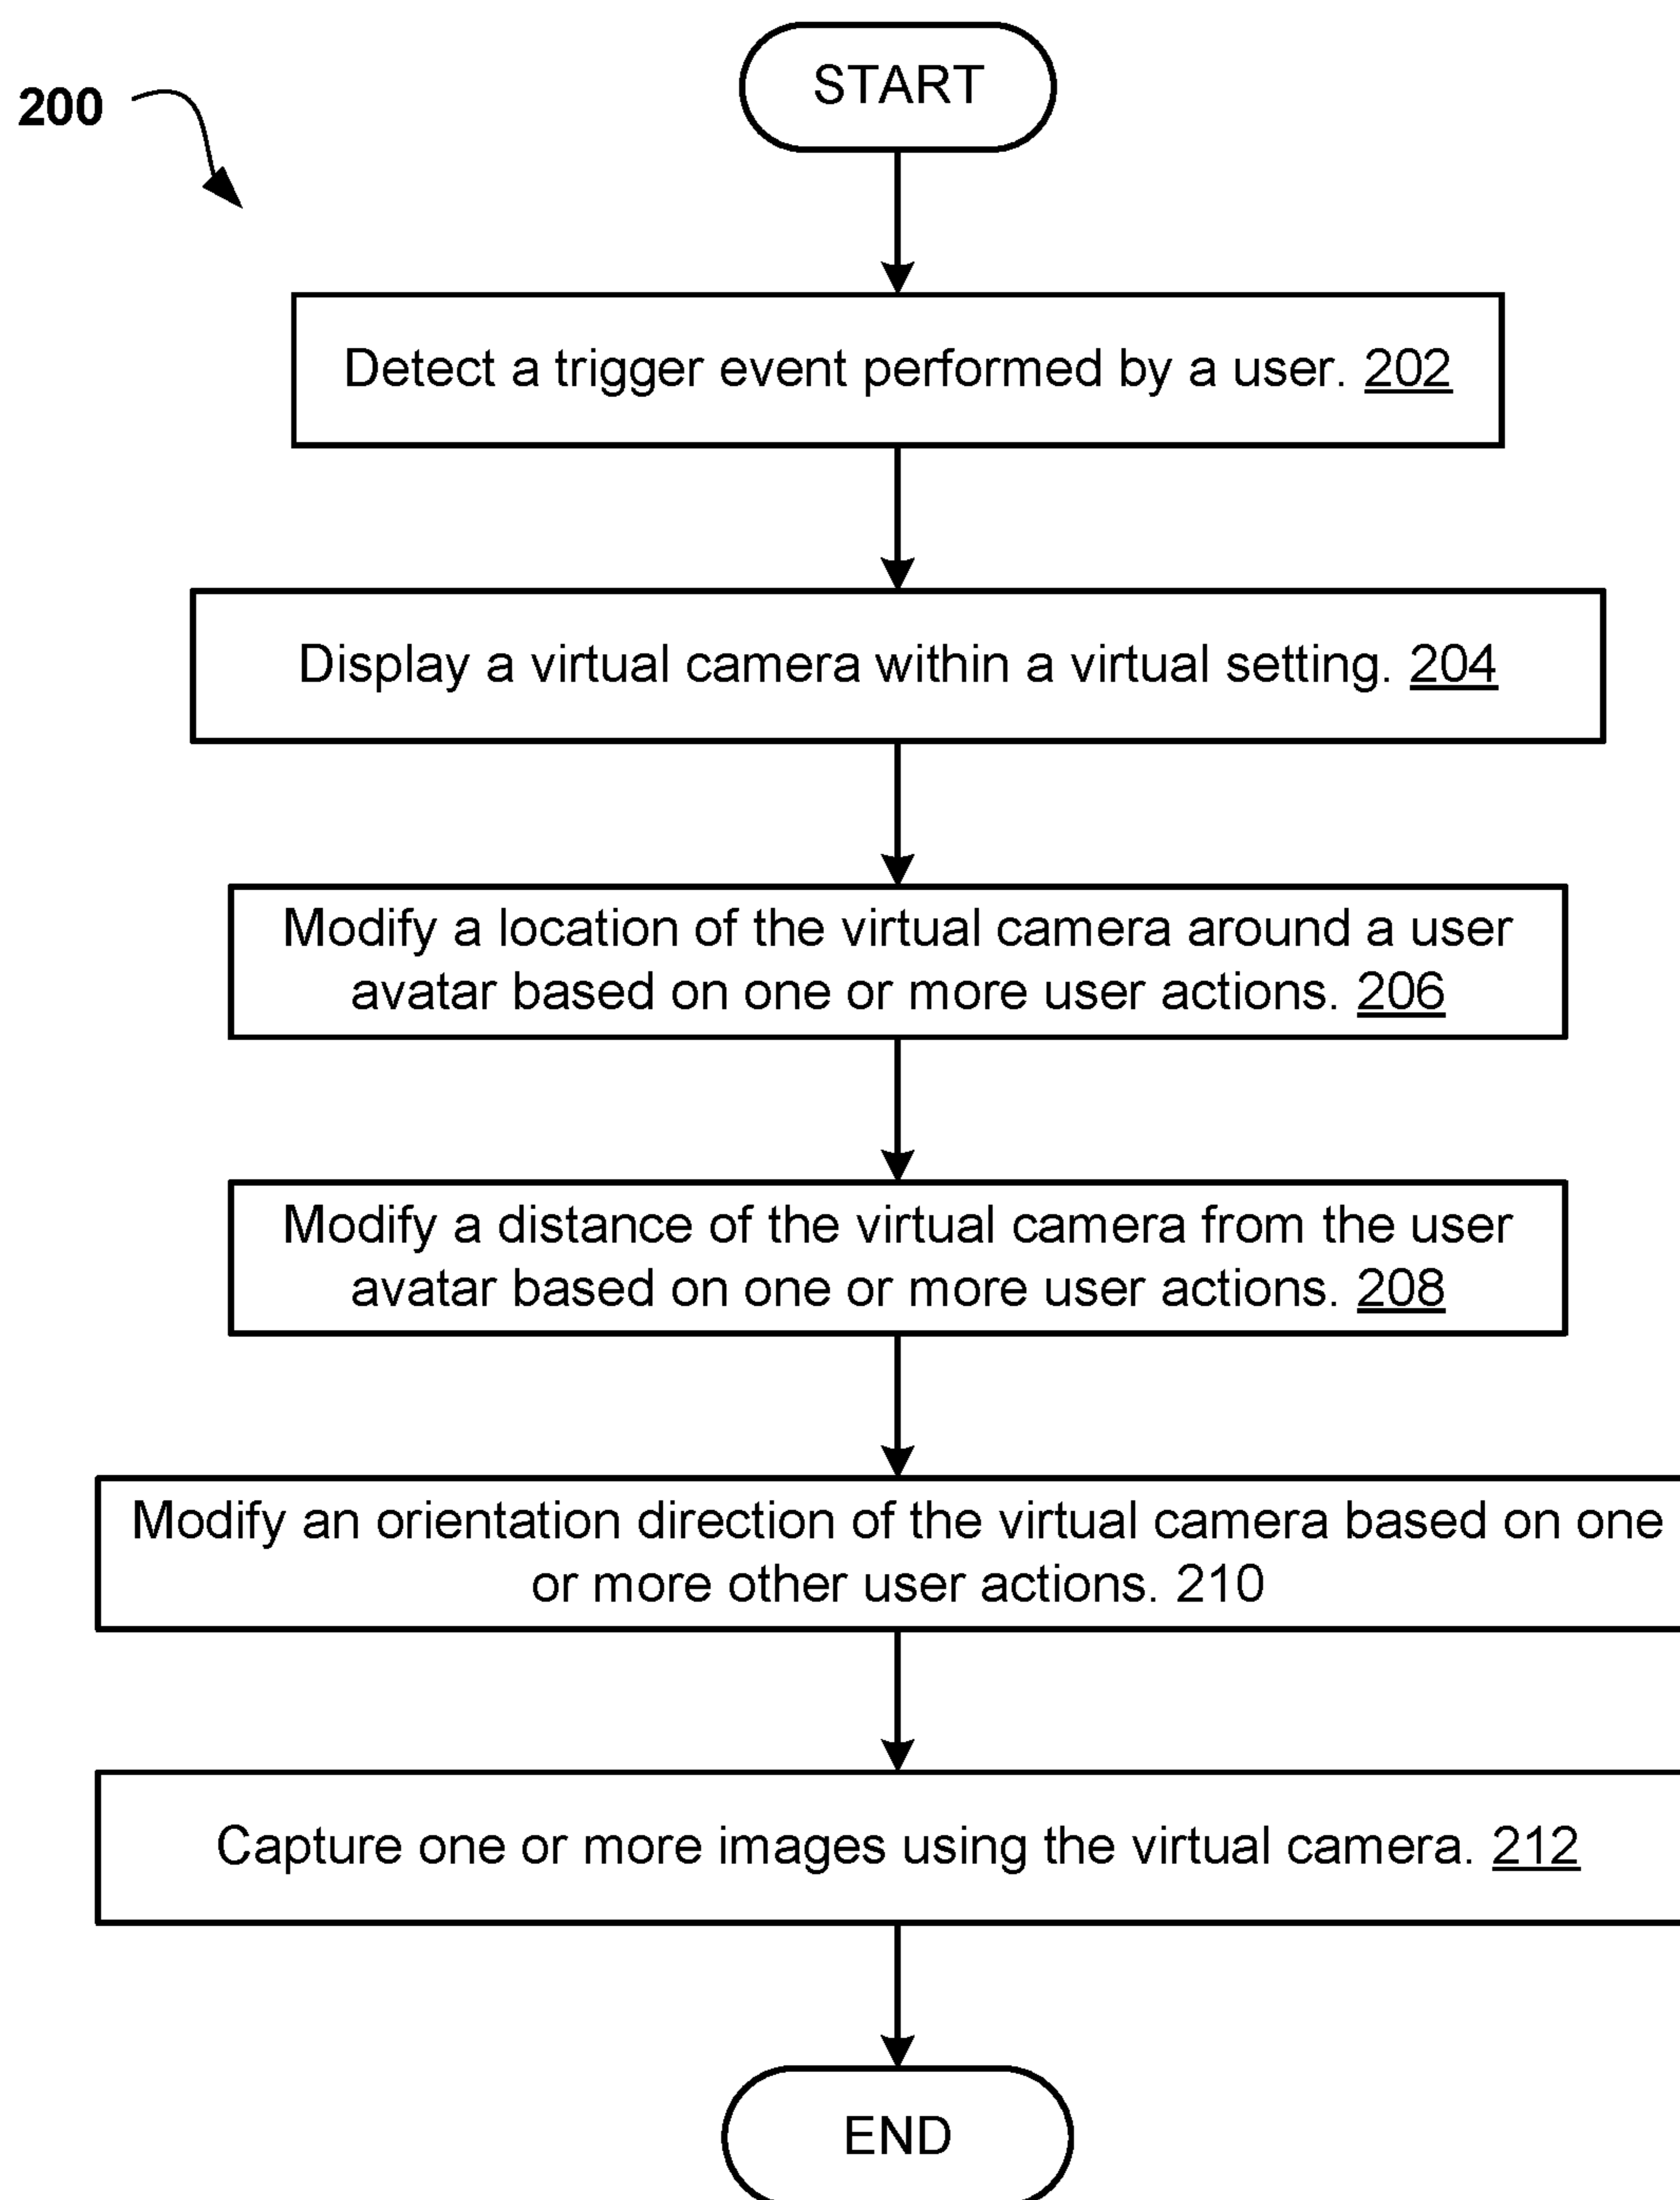 START
200
Detect a trigger event performed by a user. 202
Display a virtual camera within a virtual setting. 204
Modify a location of the virtual camera around a user
avatar based on one or more user actions. 206
Modify a distance of the virtual camera from the user
avatar based on one or more user actions. 208
Modify an orientation direction of the virtual camera based on one
or more other user actions. 210
Capture one or more images using the virtual camera. 212
END